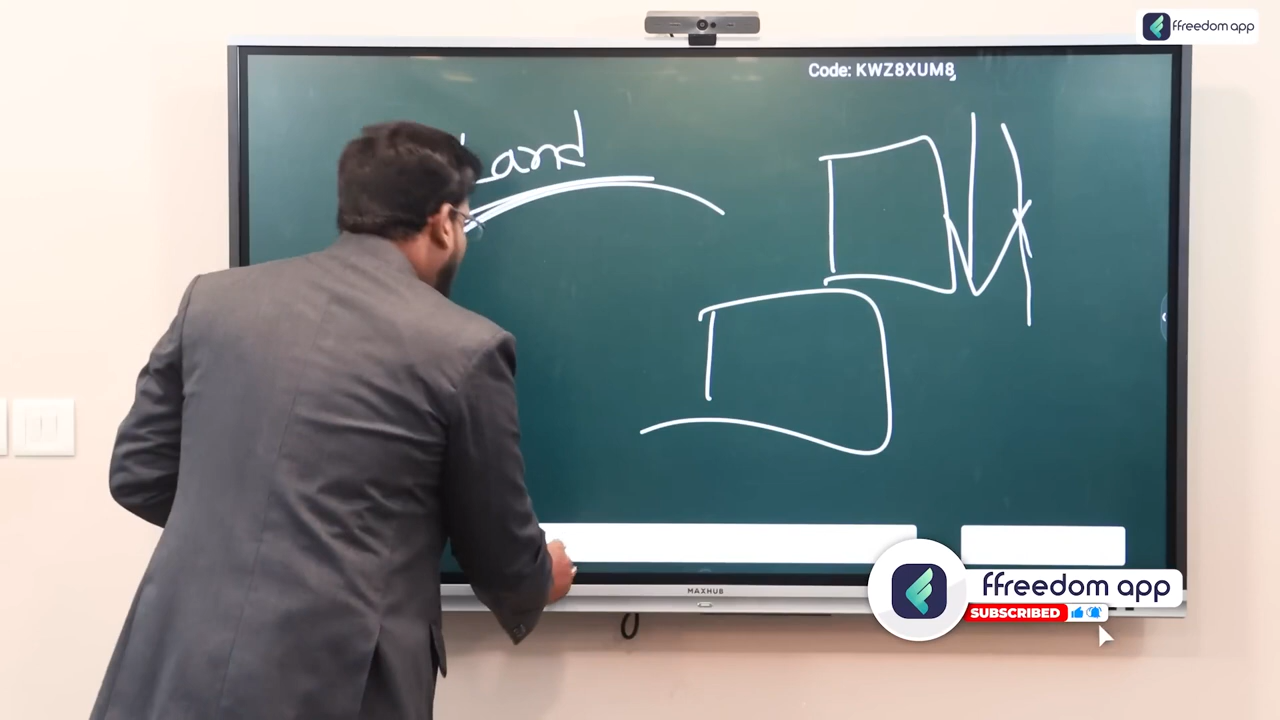 ffreedom app
Code: KWZ8XUM8
Land
MAXHUB
ffreedom app
SUBSCRIBED